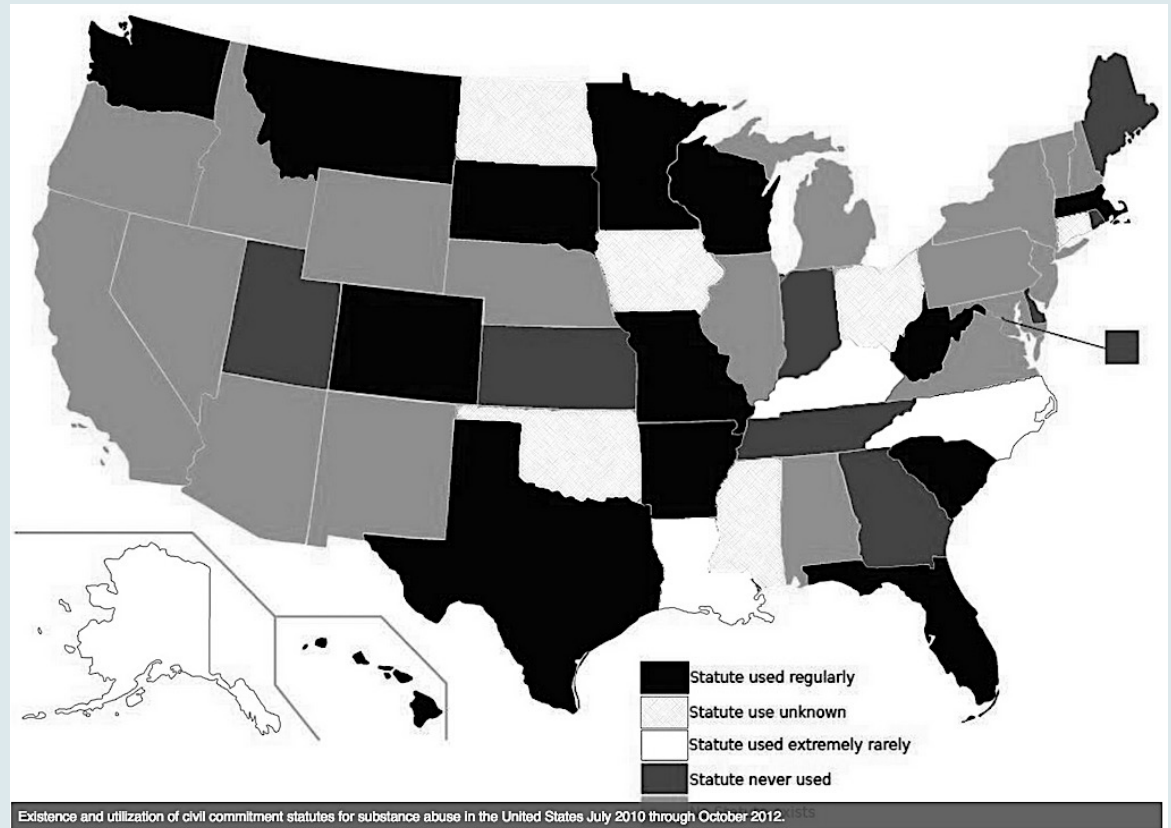 Statute used regularly
Statute use unknown
Statute used extremely rarely
Statute never used
Existence and utilization of civil commitment statutes for substance abuse in the United States July 2010 through October 2012.